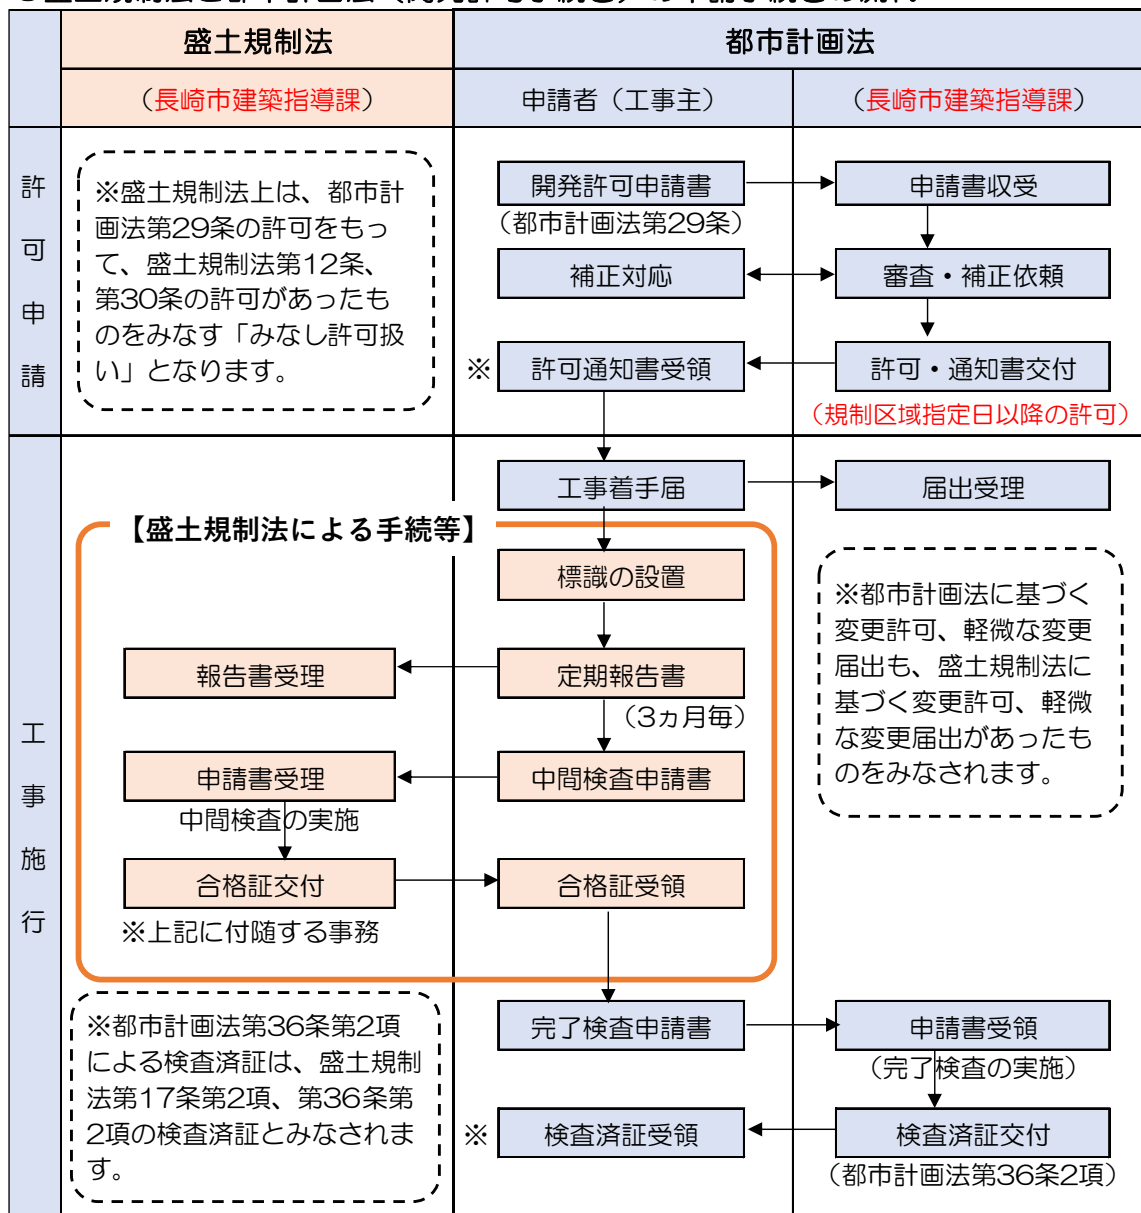 盛土規制法
都市計画法
（長崎市建築指導課）
申請者（工事主）
（長崎市建築指導課）
許可申請
※盛土規制法上は、都市計
画法第29条の許可をもっ
て、盛土規制法第12条、
第30条の許可があったも
のをみなす「みなし許可扱
い」となります。
開発許可申請書
（都市計画法第29条）
申請書収受
補正対応
審査・補正依頼
※
許可通知書受領
許可・通知書交付
（規制区域指定日以降の許可）
工事施行
工事着手届
届出受理
【盛土規制法による手続等】
標識の設置
報告書受理
定期報告書
（3ヵ月毎）
申請書受理
中間検査申請書
中間検査の実施
合格証交付
合格証受領
※上記に付随する事務
※都市計画法に基づく
変更許可、軽微な変更
届出も、盛土規制法に
基づく変更許可、軽微
な変更届出があったも
のをみなされます。
※都市計画法第36条第2項
による検査済証は、盛土規制
法第17条第2項、第36条第
2項の検査済証とみなされま
す。
完了検査申請書
申請書受領
（完了検査の実施）
※
検査済証受領
検査済証交付
（都市計画法第36条2項）